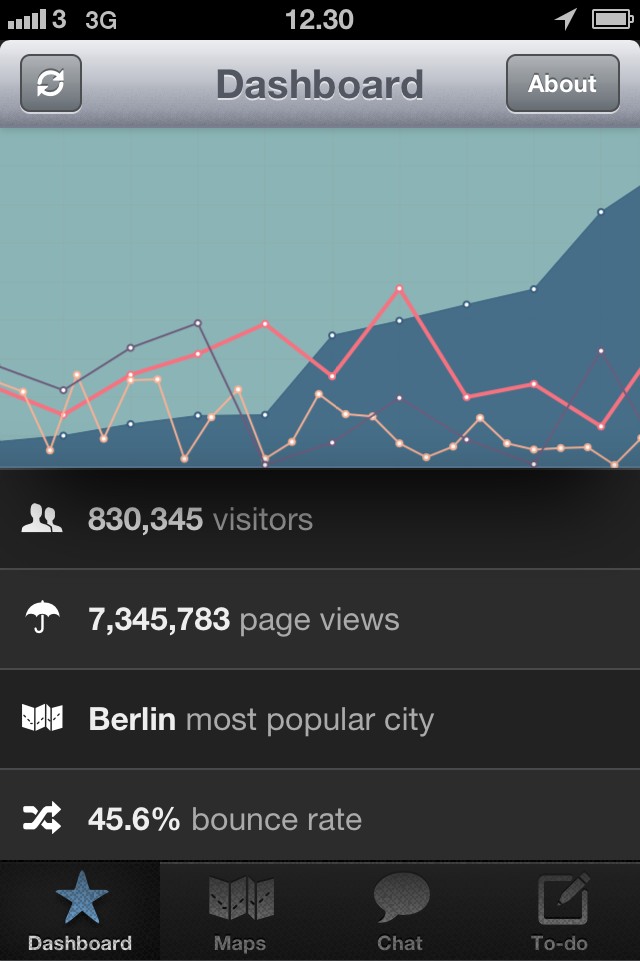 3 3G 12.30
Dashboard About
830,345 visitors
7,345,783 page views
Berlin most popular city
45.6% bounce rate
Dashboard Maps Chat To-do